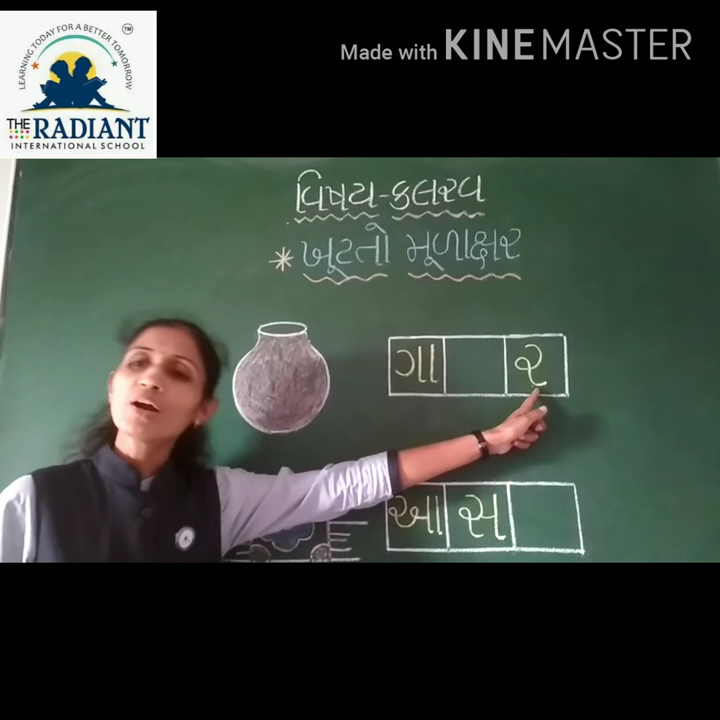 LEARNING TODAY FOR A BETTER TOMORROW
TM
THE RADIANT
INTERNATIONAL SCHOOL
Made with KINEMASTER
વિષય-કલરવ
* ખૂટતો મૂળાક્ષર
ગા ર
આ સ